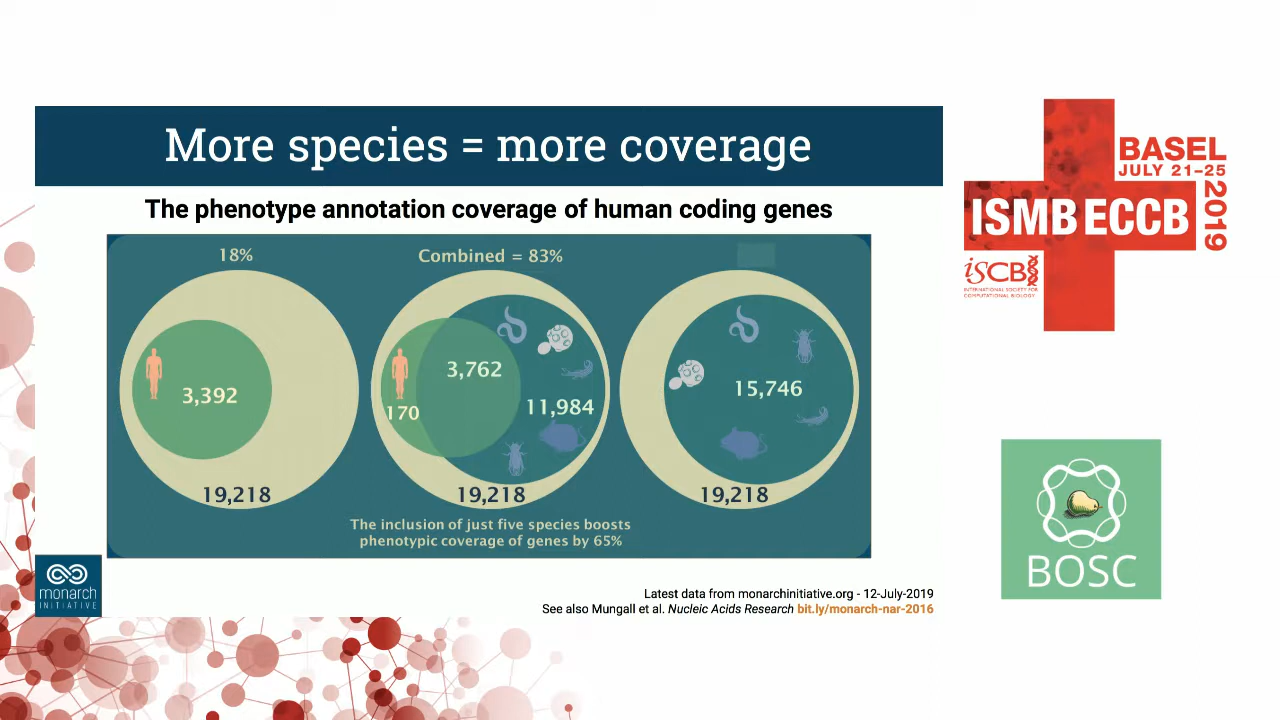 More species = more coverage
The phenotype annotation coverage of human coding genes
18%
Combined = 83%
3,392
19,218
170
3,762
11,984
19,218
15,746
19,218
The inclusion of just five species boosts
phenotypic coverage of genes by 65%
monarch
INITIATIVE
Latest data from monarchinitiative.org - 12-July-2019
See also Mungall et al. Nucleic Acids Research bit.ly/monarch-nar-2016
BASEL
JULY 21–25
2019
ISMB ECCB
iSCB
INTERNATIONAL SOCIETY FOR
COMPUTATIONAL BIOLOGY
BOSC